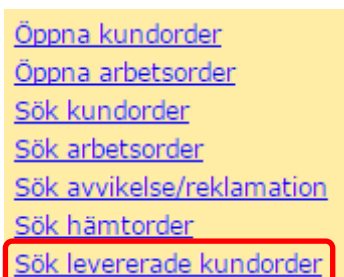 Öppna kundorder
Öppna arbetsorder
Sök kundorder
Sök arbetsorder
Sök avvikelse/reklamation
Sök hämtorder
Sök levererade kundorder